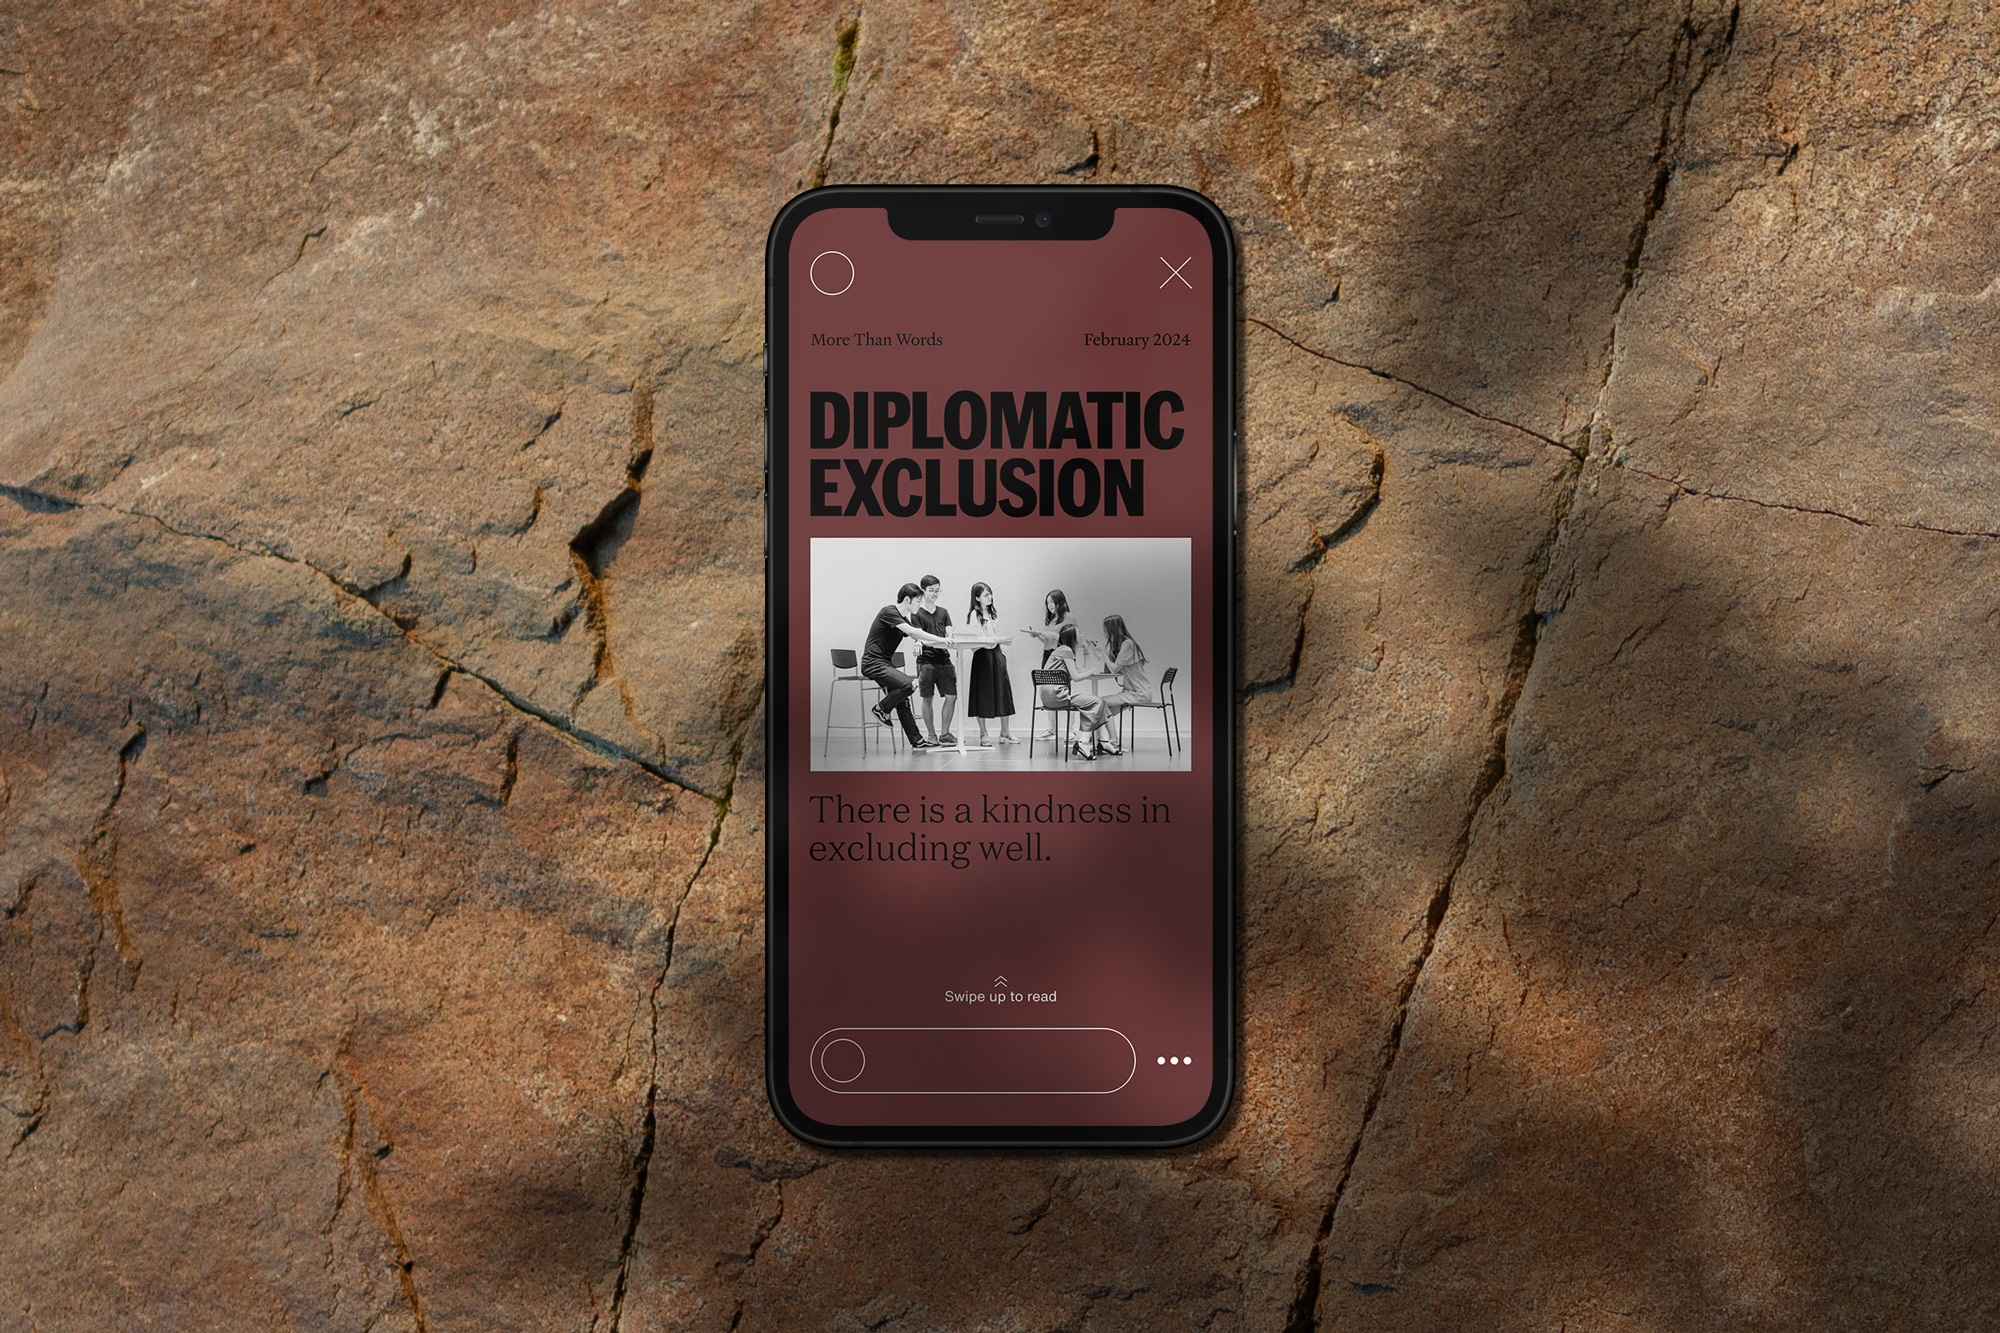 More Than Words
February 2024
DIPLOMATIC
EXCLUSION
There is a kindness in
excluding well.
Swipe up to read